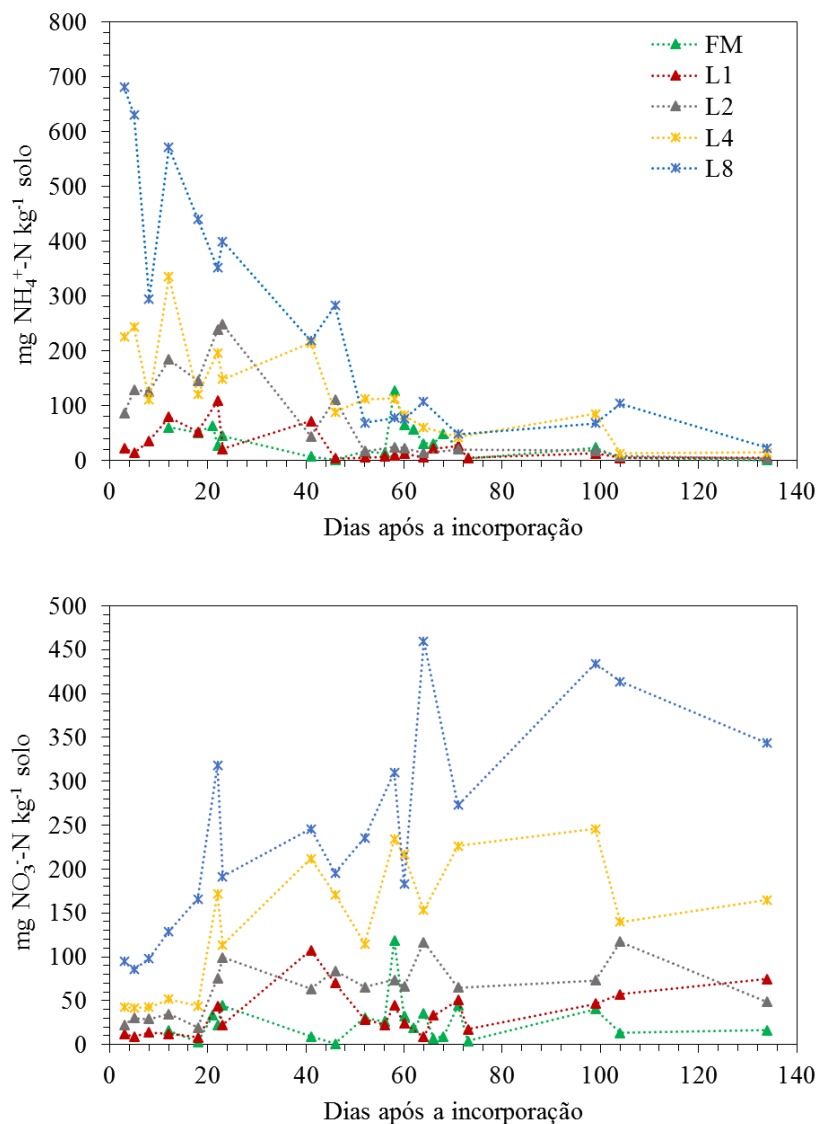 800
700
600
500
400
300
200
100
0
mg NH₄⁺-N kg⁻¹ solo
FM
L1
L2
L4
L8
0 20 40 60 80 100 120 140
Dias após a incorporação
500
450
400
350
300
250
200
150
100
50
0
mg NO₃⁻-N kg⁻¹ solo
0 20 40 60 80 100 120 140
Dias após a incorporação